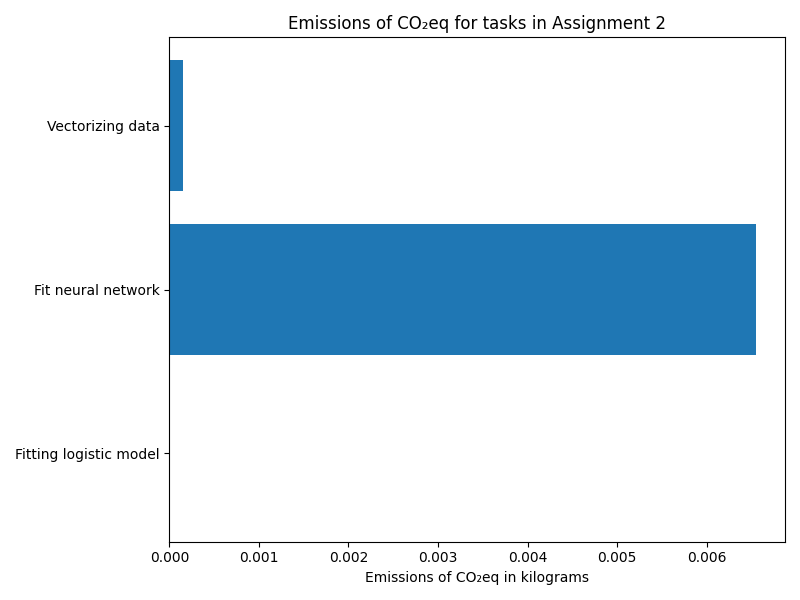 Emissions of CO₂eq for tasks in Assignment 2
Vectorizing data
Fit neural network
Fitting logistic model
0.000 0.001 0.002 0.003 0.004 0.005 0.006
Emissions of CO₂eq in kilograms